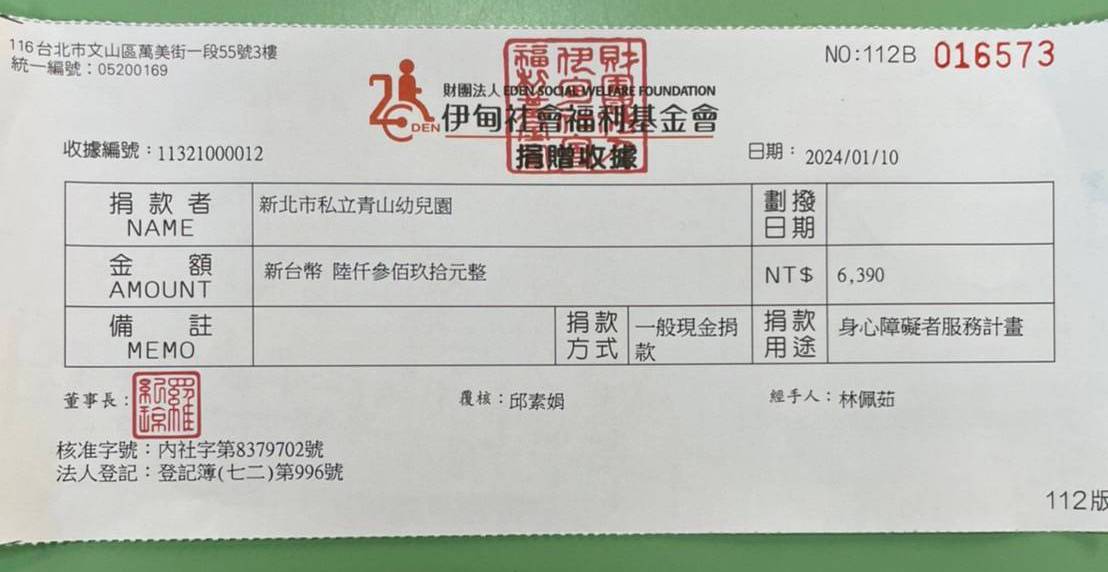 116台北市文山區萬美街一段55號3樓
統一編號：05200169
NO:112B 016573
財團法人 EDEN SOCIAL WELFARE FOUNDATION
EDEN 伊甸社會福利基金會
捐贈收據
收據編號：11321000012
日期：2024/01/10
捐款者 新北市私立青山幼兒園 劃撥
NAME 日期
金額 新台幣 陸仟參佰玖拾元整 NT$ 6,390
AMOUNT
備註 捐款 一般現金捐 捐款 身心障礙者服務計畫
MEMO 方式 款 用途
董事長： 覆核：邱素娟 經手人：林佩茹
核准字號：內社字第8379702號
法人登記：登記簿(七二)第996號
112版